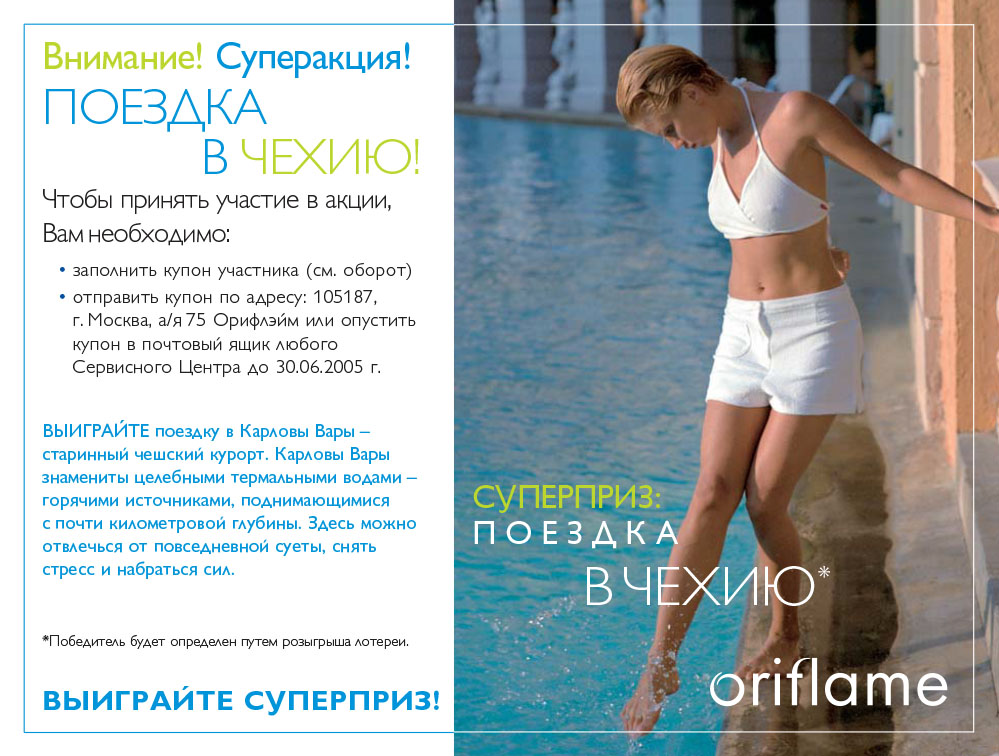 Внимание! Суперакция!
ПОЕЗДКА
В ЧЕХИЮ!
Чтобы принять участие в акции,
Вам необходимо:
• заполнить купон участника (см. оборот)
• отправить купон по адресу: 105187,
г. Москва, а/я 75 Орифлэйм или опустить
купон в почтовый ящик любого
Сервисного Центра до 30.06.2005 г.
ВЫИГРАЙТЕ поездку в Карловы Вары –
старинный чешский курорт. Карловы Вары
знамениты целебными термальными водами –
горячими источниками, поднимающимися
с почти километровой глубины. Здесь можно
отвлечься от повседневной суеты, снять
стресс и набраться сил.
*Победитель будет определен путем розыгрыша лотереи.
ВЫИГРАЙТЕ СУПЕРПРИЗ!
СУПЕРПРИЗ:
ПОЕЗДКА
В ЧЕХИЮ*
oriflame